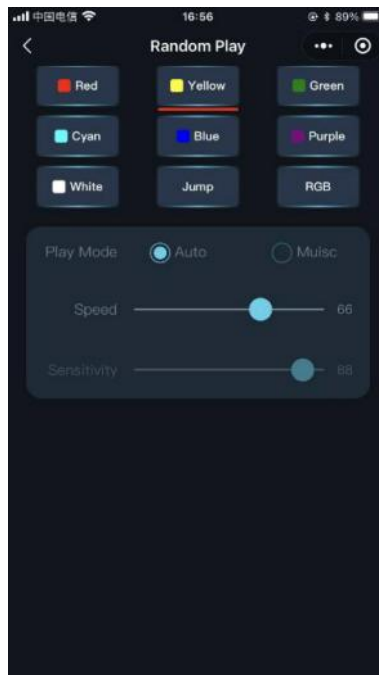 中国电信 16:56 89%
Random Play
Red Yellow Green
Cyan Blue Purple
White Jump RGB
Play Mode Auto Muisc
Speed 66
Sensitivity 88